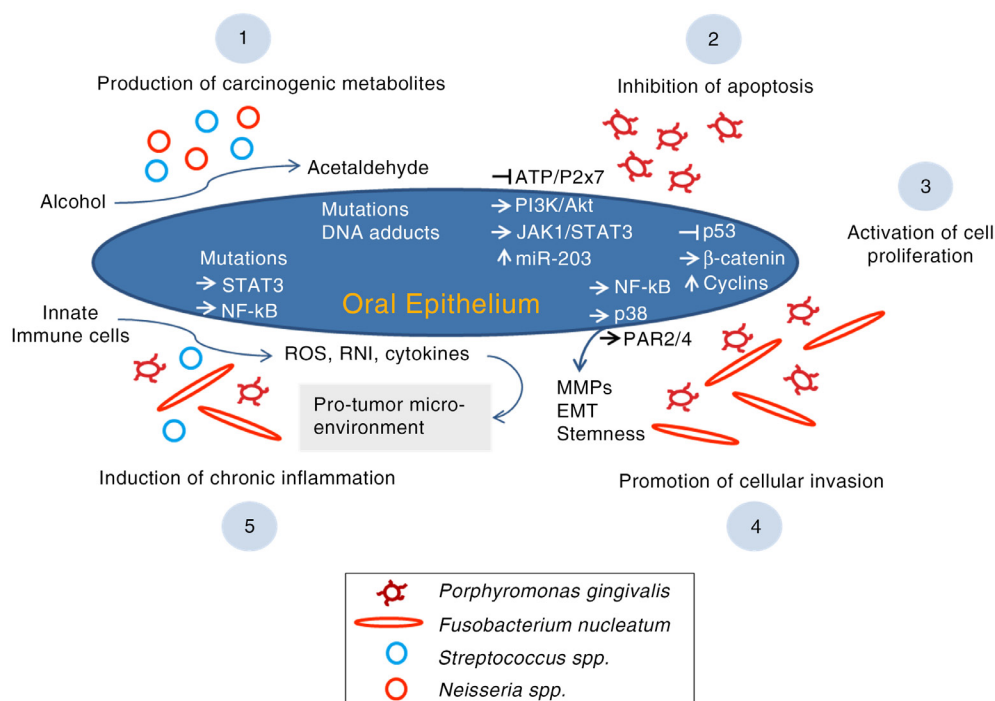 1
Production of carcinogenic metabolites
Alcohol
Acetaldehyde
Mutations
DNA adducts
2
Inhibition of apoptosis
ATP/P2x7
PI3K/Akt
JAK1/STAT3
miR-203
3
Activation of cell
proliferation
p53
β-catenin
Cyclins
Mutations
STAT3
NF-kB
Oral Epithelium
NF-kB
p38
PAR2/4
MMPs
EMT
Stemness
Promotion of cellular invasion
4
Innate
Immune cells
ROS, RNI, cytokines
Pro-tumor micro-
environment
Induction of chronic inflammation
5
Porphyromonas gingivalis
Fusobacterium nucleatum
Streptococcus spp.
Neisseria spp.